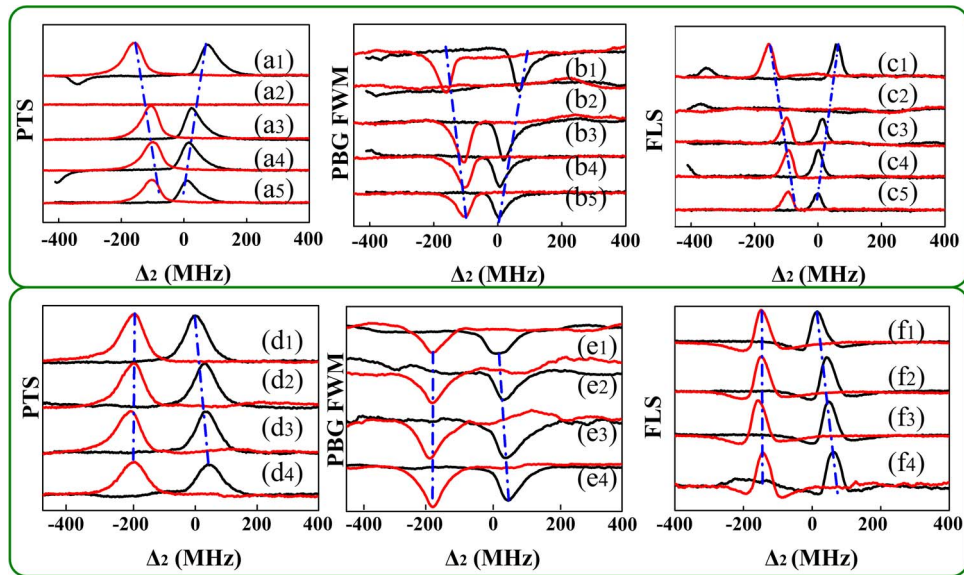 PTS
(a1)
(a2)
(a3)
(a4)
(a5)
-400 -200 0 200 400
Δ2 (MHz)
PBG FWM
(b1)
(b2)
(b3)
(b4)
(b5)
-400 -200 0 200 400
Δ2 (MHz)
FLS
(c1)
(c2)
(c3)
(c4)
(c5)
-400 -200 0 200 400
Δ2 (MHz)
PTS
(d1)
(d2)
(d3)
(d4)
-400 -200 0 200 400
Δ2 (MHz)
PBG FWM
(e1)
(e2)
(e3)
(e4)
-400 -200 0 200 400
Δ2 (MHz)
FLS
(f1)
(f2)
(f3)
(f4)
-400 -200 0 200 400
Δ2 (MHz)